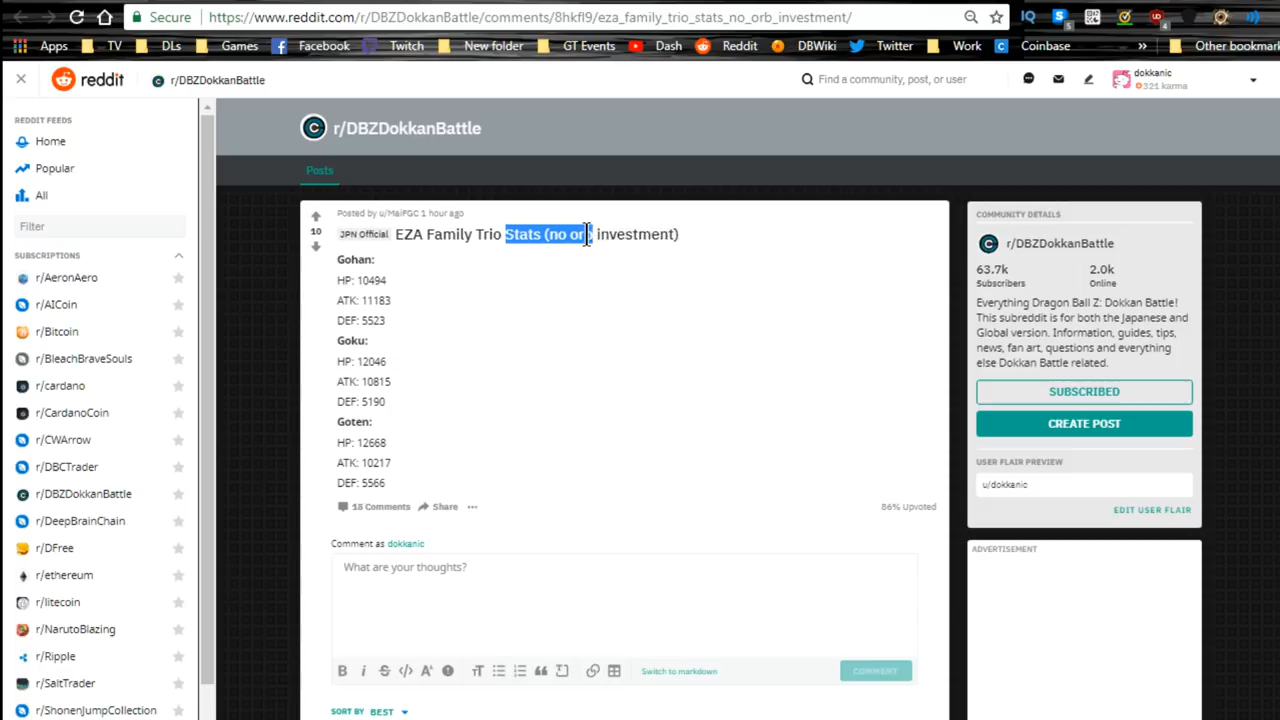 Secure https://www.reddit.com/r/DBZDokkanBattle/comments/8hkfl9/eza_family_trio_stats_no_orb_investment/
Apps TV DLs Games Facebook Twitch New folder GT Events Dash Reddit DBWiki Twitter Work Coinbase » Other bookmar
reddit r/DBZDokkanBattle Find a community, post, or user dokkanic
321 karma
REDDIT FEEDS
Home
Popular
All
Filter
SUBSCRIPTIONS
r/AeronAero
r/AICoin
r/Bitcoin
r/BleachBraveSouls
r/cardano
r/CardanoCoin
r/CWArrow
r/DBCTrader
r/DBZDokkanBattle
r/DeepBrainChain
r/DFree
r/ethereum
r/litecoin
r/NarutoBlazing
r/Ripple
r/SaltTrader
r/ShonenJumpCollection
r/DBZDokkanBattle
Posts
Posted by u/MaiFGC 1 hour ago
10
JPN Official EZA Family Trio Stats (no orb investment)
Gohan:
HP: 10494
ATK: 11183
DEF: 5523
Goku:
HP: 12046
ATK: 10815
DEF: 5190
Goten:
HP: 12668
ATK: 10217
DEF: 5566
18 Comments Share ··· 86% Upvoted
Comment as dokkanic
What are your thoughts?
Switch to markdown COMMENT
SORT BY BEST
COMMUNITY DETAILS
r/DBZDokkanBattle
63.7k 2.0k
Subscribers Online
Everything Dragon Ball Z: Dokkan Battle!
This subreddit is for both the Japanese and
Global version. Information, guides, tips,
news, fan art, questions and everything
else Dokkan Battle related.
SUBSCRIBED
CREATE POST
USER FLAIR PREVIEW
u/dokkanic
EDIT USER FLAIR
ADVERTISEMENT